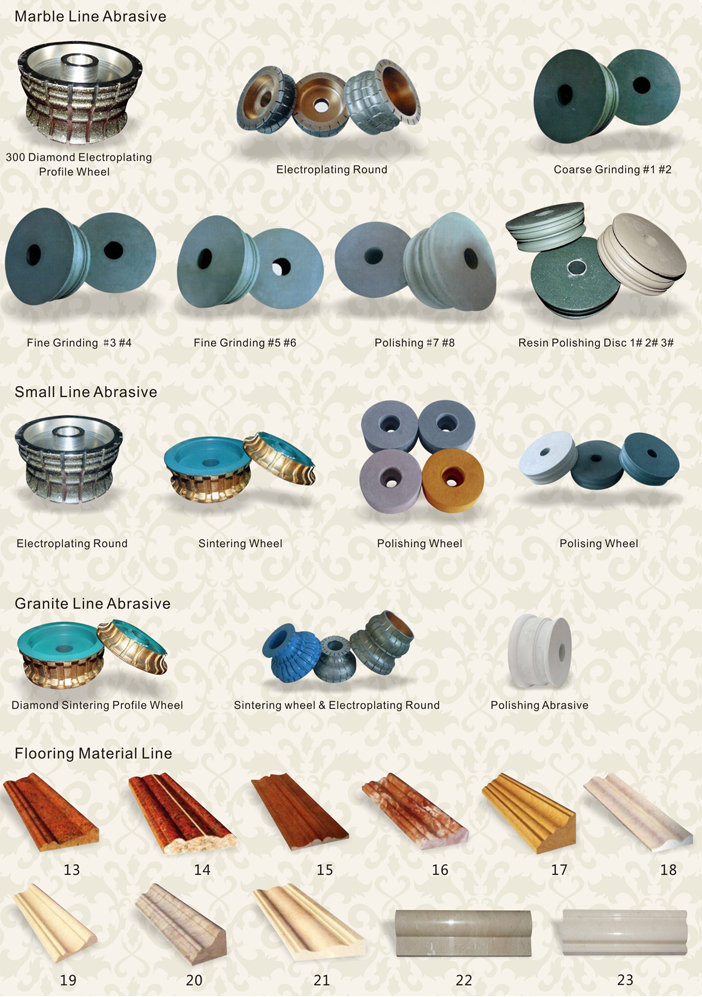 Marble Line Abrasive
300 Diamond Electroplating
Profile Wheel
Electroplating Round
Coarse Grinding #1 #2
Fine Grinding #3 #4
Fine Grinding #5 #6
Polishing #7 #8
Resin Polishing Disc 1# 2# 3#
Small Line Abrasive
Electroplating Round
Sintering Wheel
Polishing Wheel
Polising Wheel
Granite Line Abrasive
Diamond Sintering Profile Wheel
Sintering wheel & Electroplating Round
Polishing Abrasive
Flooring Material Line
13
14
15
16
17
18
19
20
21
22
23